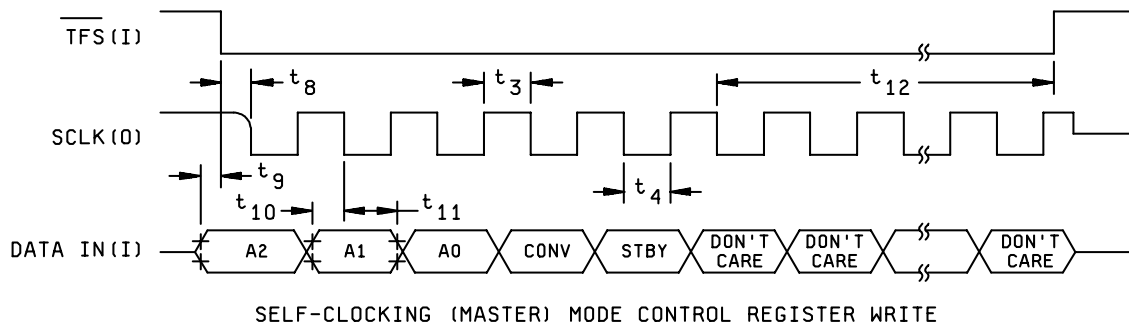 TFS(I)
t8
t3
t12
SCLK(O)
t9
t4
t10
t11
DATA IN(I)
A2
A1
A0
CONV
STBY
DON'T
CARE
DON'T
CARE
DON'T
CARE
SELF-CLOCKING (MASTER) MODE CONTROL REGISTER WRITE